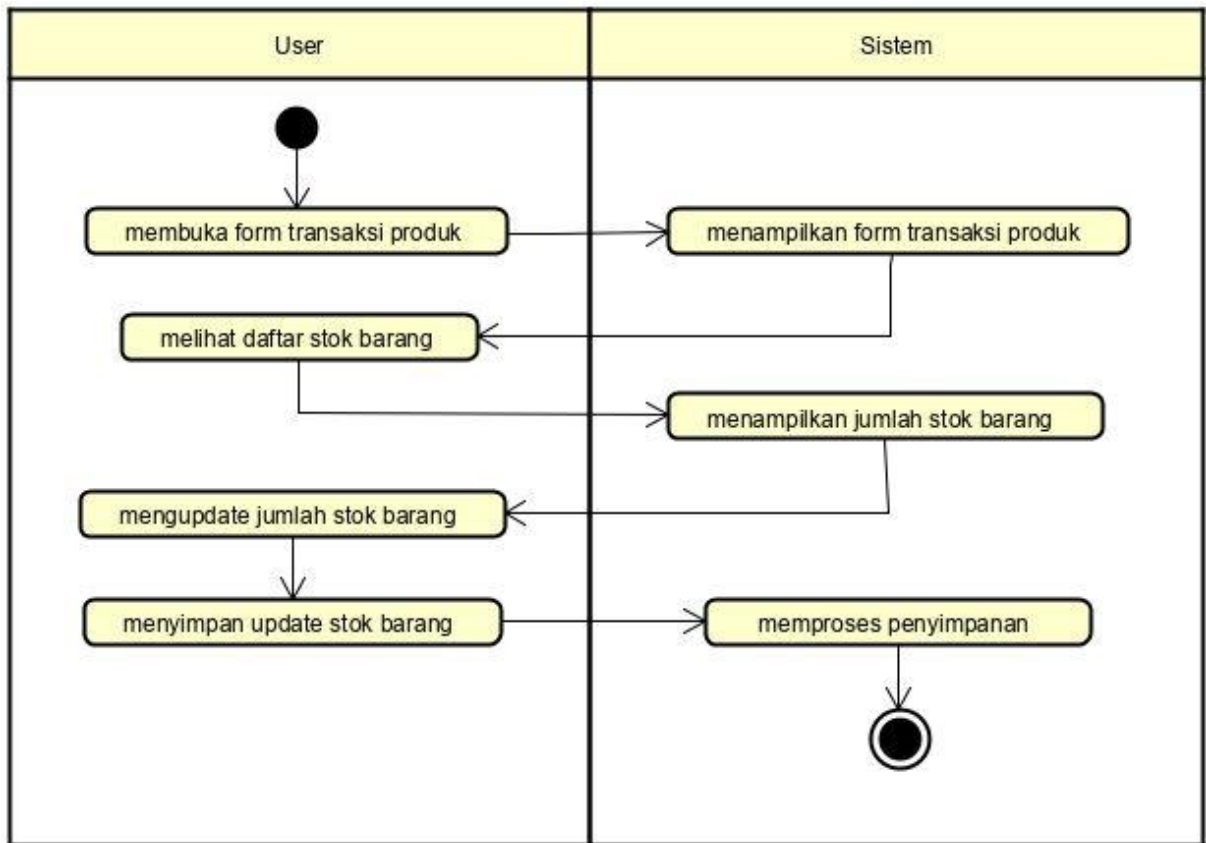 User
Sistem
membuka form transaksi produk
menampilkan form transaksi produk
melihat daftar stok barang
menampilkan jumlah stok barang
mengupdate jumlah stok barang
menyimpan update stok barang
memproses penyimpanan